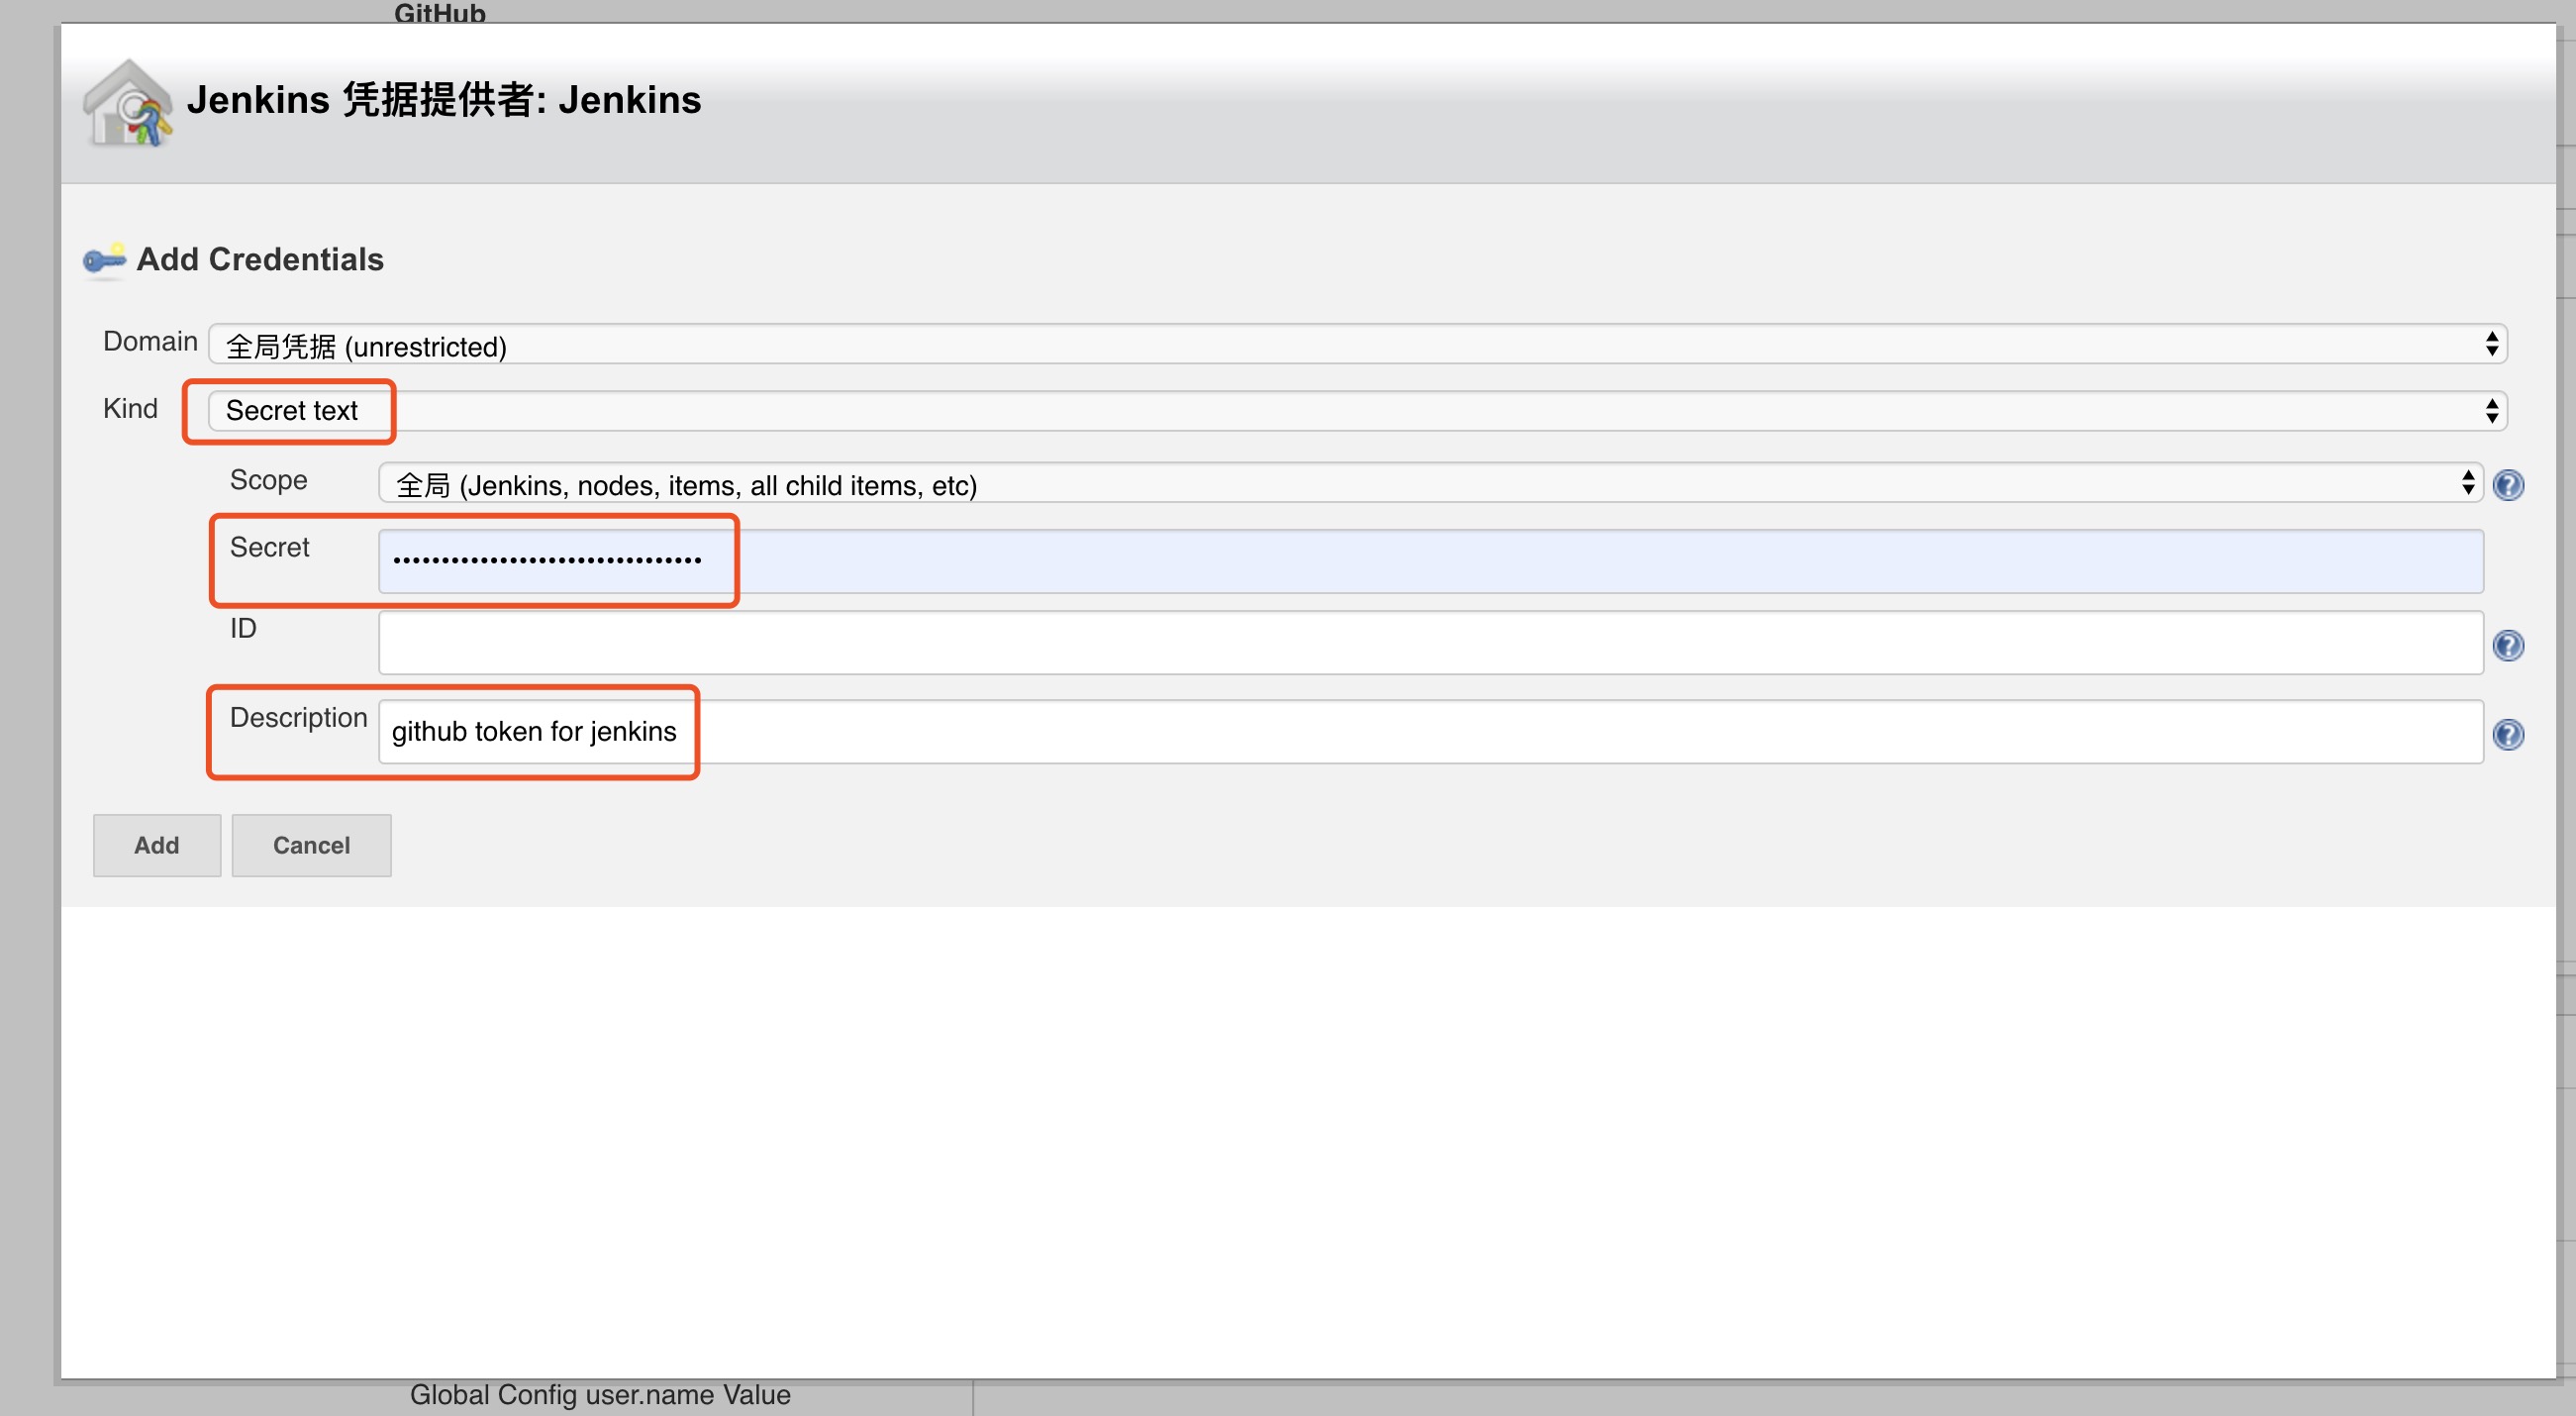 GitHub
Jenkins 凭据提供者: Jenkins
Add Credentials
Domain 全局凭据 (unrestricted)
Kind Secret text
Scope 全局 (Jenkins, nodes, items, all child items, etc)
Secret ••••••••••••••••••••••••••••••••
ID
Description github token for jenkins
Add Cancel
Global Config user.name Value